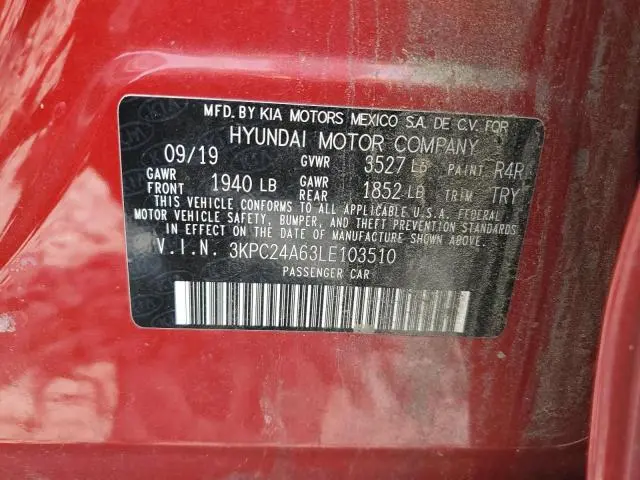 MFD. BY KIA MOTORS MEXICO S.A. DE C.V. FOR
HYUNDAI MOTOR COMPANY
09/19 GVWR 3527 LB PAINT R4R
GAWR FRONT 1940 LB GAWR REAR 1852 LB TRIM TRY
THIS VEHICLE CONFORMS TO ALL APPLICABLE U.S.A. FEDERAL
MOTOR VEHICLE SAFETY, BUMPER, AND THEFT PREVENTION STANDARDS
IN EFFECT ON THE DATE OF MANUFACTURE SHOWN ABOVE.
V.I.N. 3KPC24A63LE103510
PASSENGER CAR